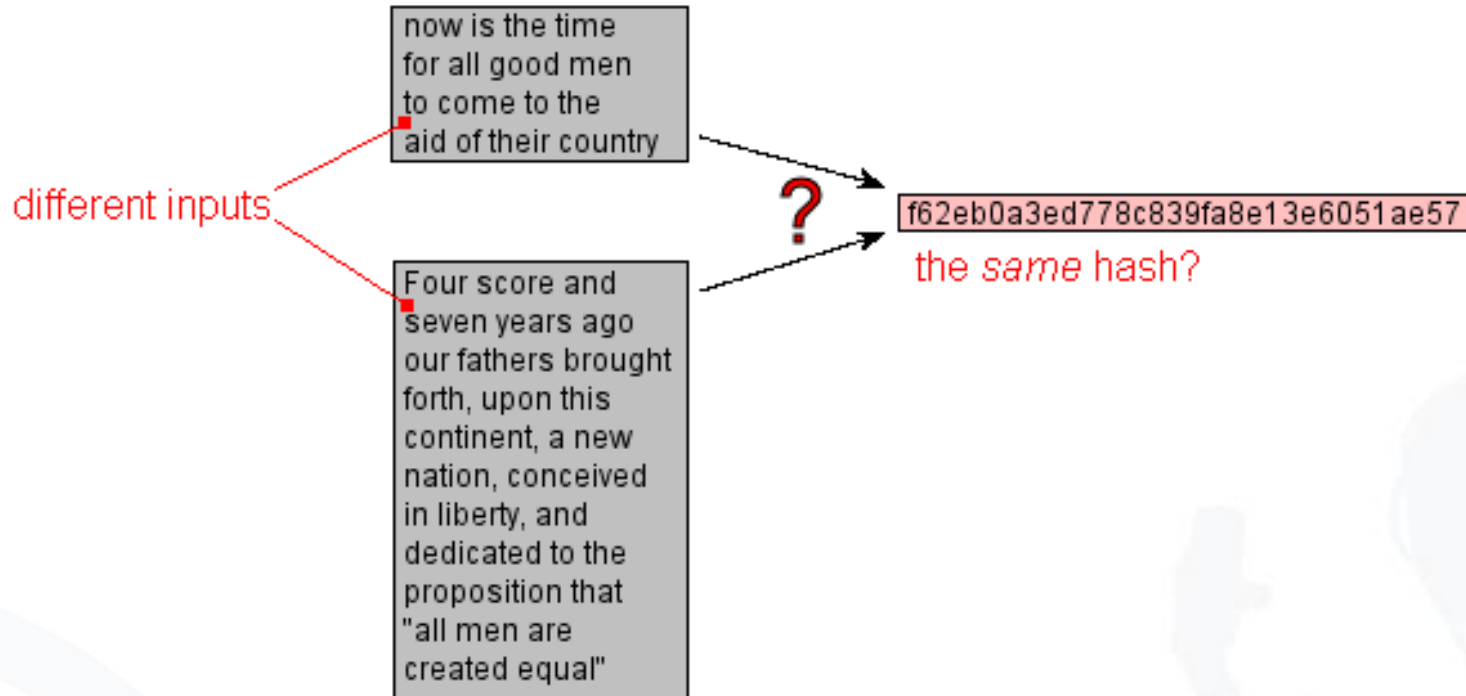 now is the time
for all good men
to come to the
aid of their country
different inputs
?
f62eb0a3ed778c839fa8e13e6051ae57
the same hash?
Four score and
seven years ago
our fathers brought
forth, upon this
continent, a new
nation, conceived
in liberty, and
dedicated to the
proposition that
"all men are
created equal"